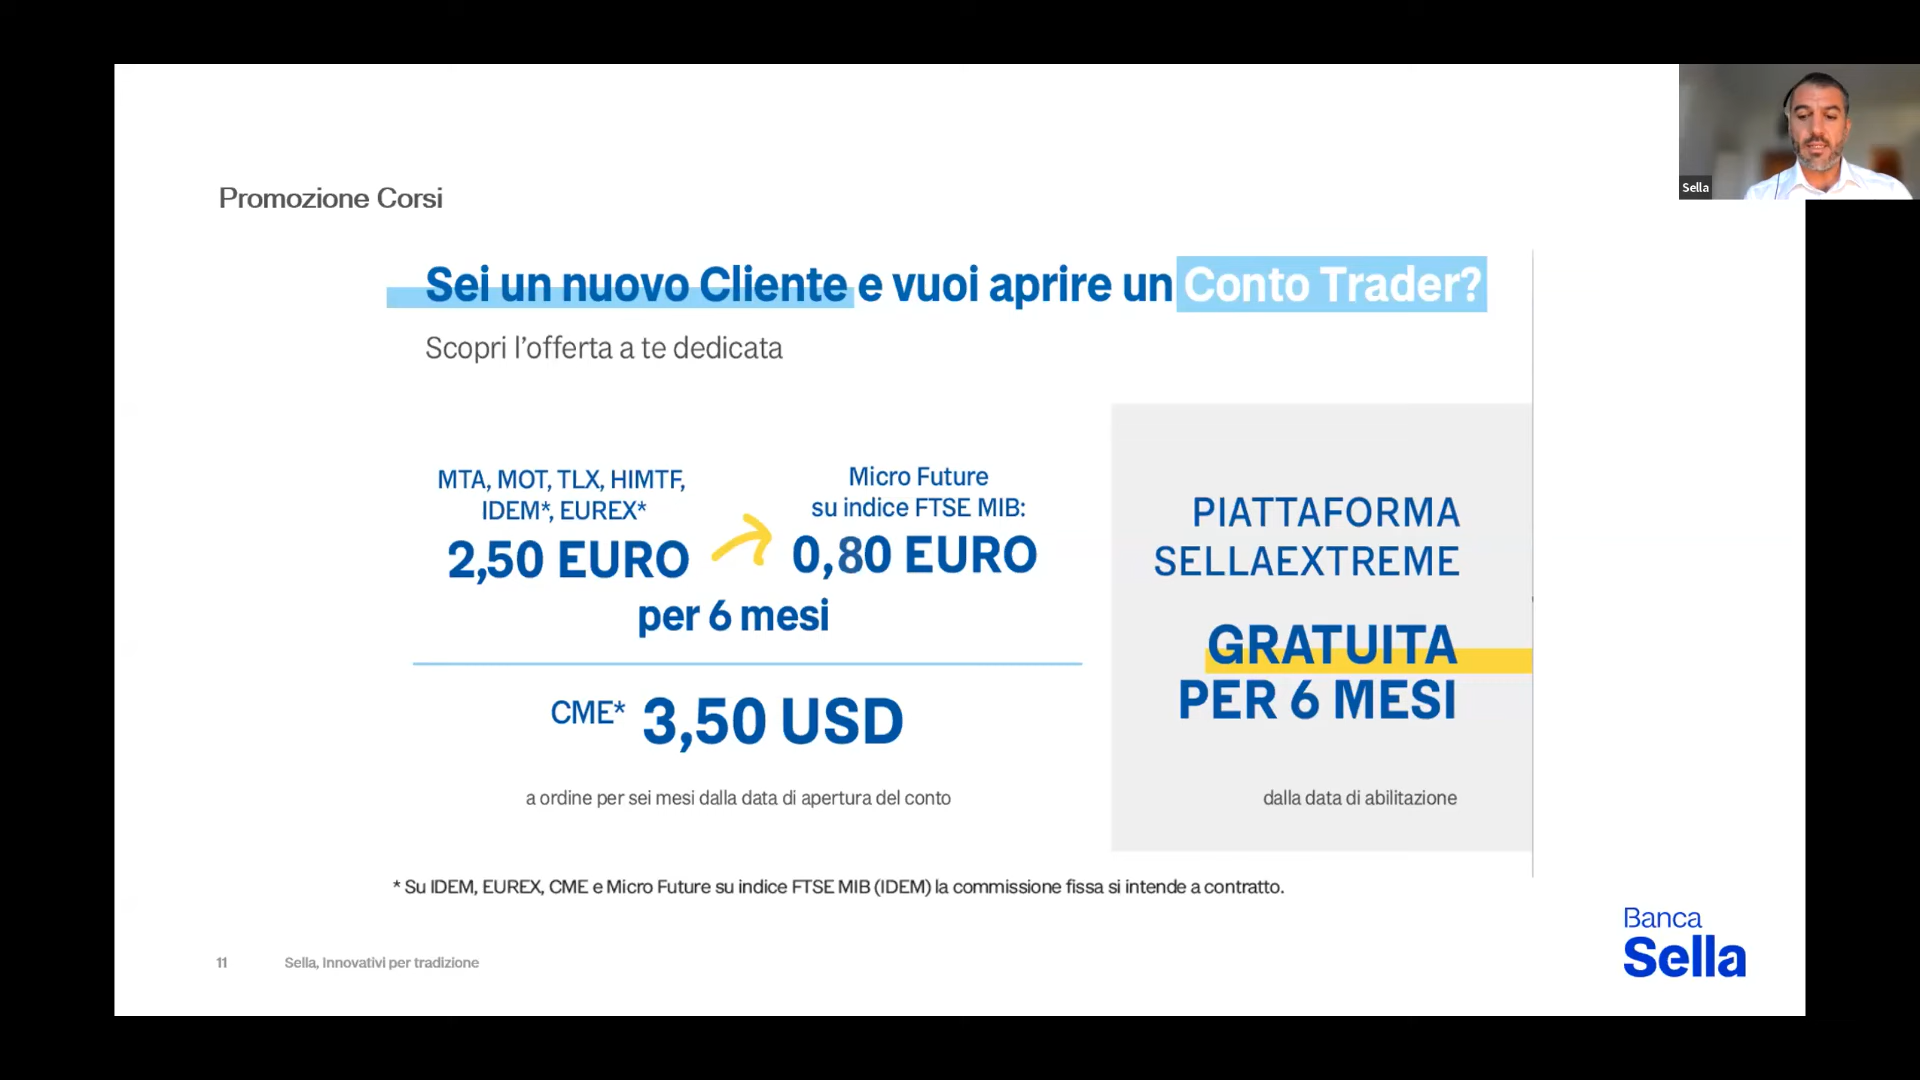 Sella
Promozione Corsi
Sei un nuovo Cliente e vuoi aprire un Conto Trader?
Scopri l'offerta a te dedicata
MTA, MOT, TLX, HIMTF,
IDEM*, EUREX*
2,50 EURO
Micro Future
su indice FTSE MIB:
0,80 EURO
per 6 mesi
CME* 3,50 USD
a ordine per sei mesi dalla data di apertura del conto
PIATTAFORMA
SELLAEXTREME
GRATUITA
PER 6 MESI
dalla data di abilitazione
* Su IDEM, EUREX, CME e Micro Future su indice FTSE MIB (IDEM) la commissione fissa si intende a contratto.
11
Sella, Innovativi per tradizione
Banca
Sella